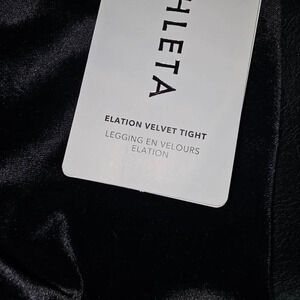 HLETA
ELATION VELVET TIGHT
LEGGING EN VELOURS
ELATION